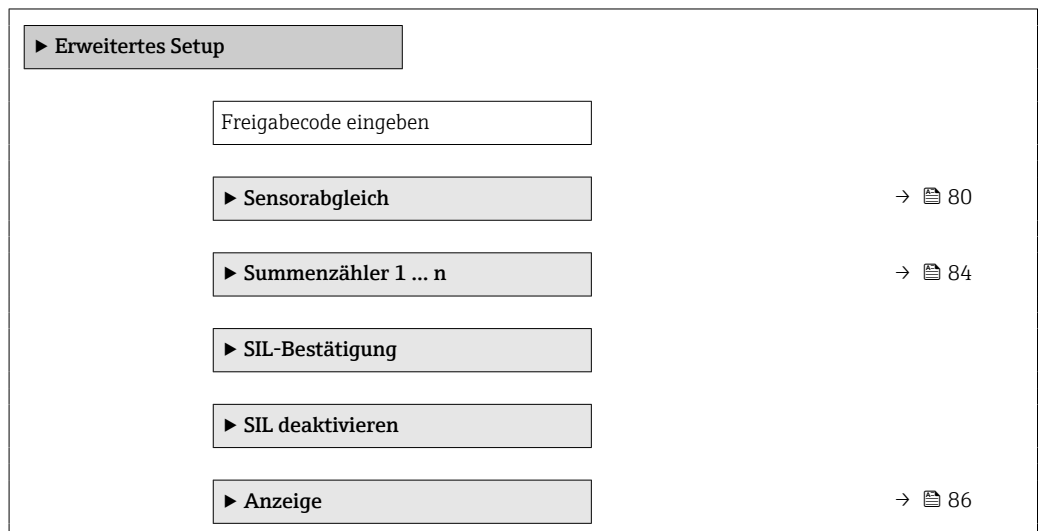 ▶ Erweitertes Setup
Freigabecode eingeben
▶ Sensorabgleich → 80
▶ Summenzähler 1 … n → 84
▶ SIL-Bestätigung
▶ SIL deaktivieren
▶ Anzeige → 86